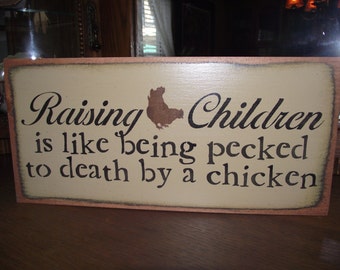 Raising Children
is like being pecked
to death by a chicken